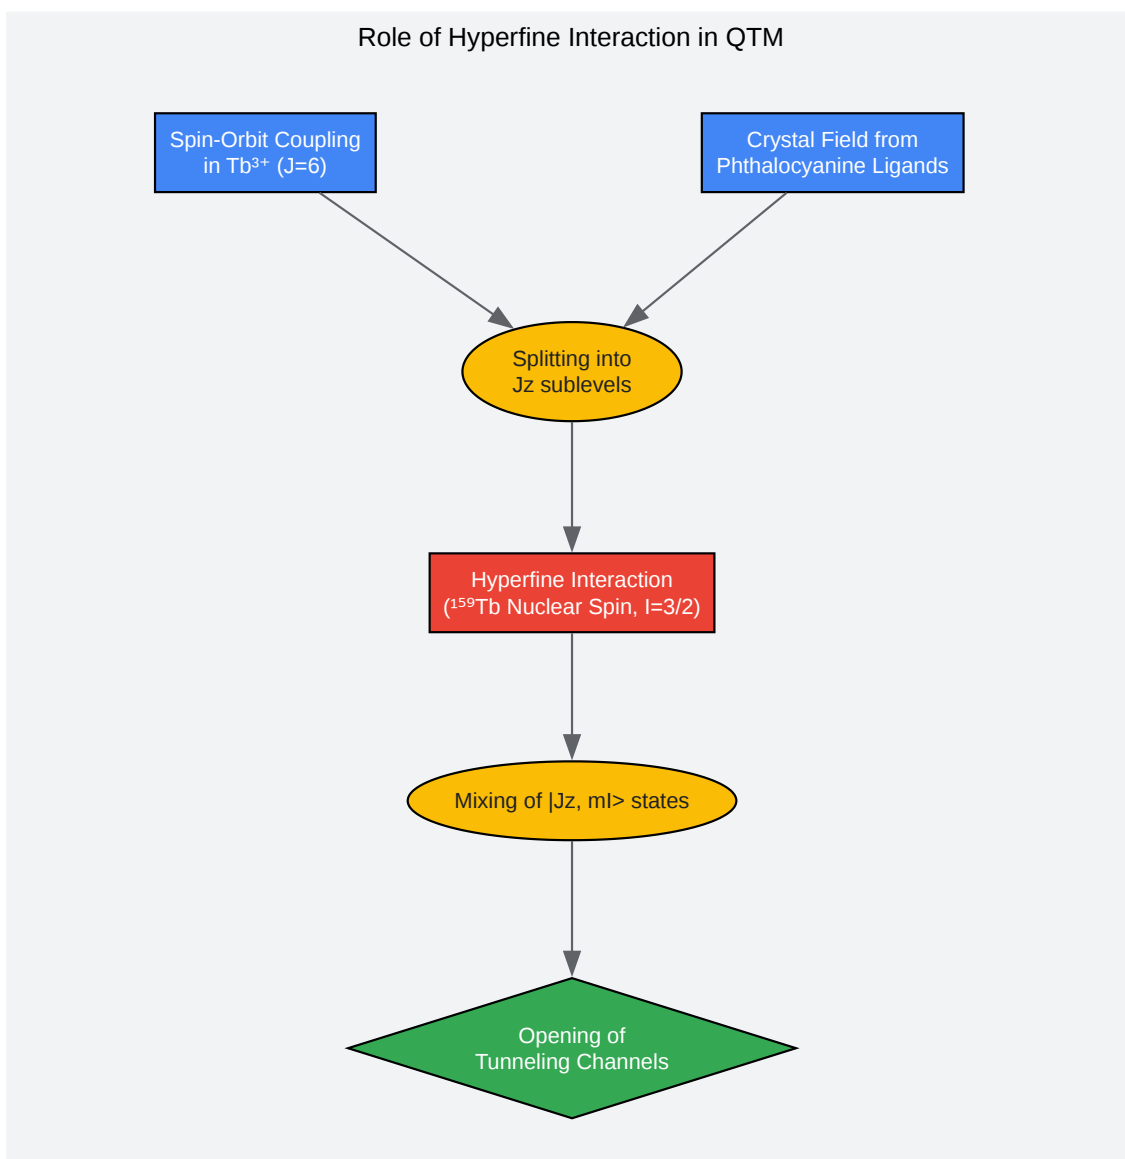 Role of Hyperfine Interaction in QTM
Spin-Orbit Coupling
in Tb³⁺ (J=6)
Crystal Field from
Phthalocyanine Ligands
Splitting into
Jz sublevels
Hyperfine Interaction
(¹⁵⁹Tb Nuclear Spin, I=3/2)
Mixing of |Jz, mI> states
Opening of
Tunneling Channels